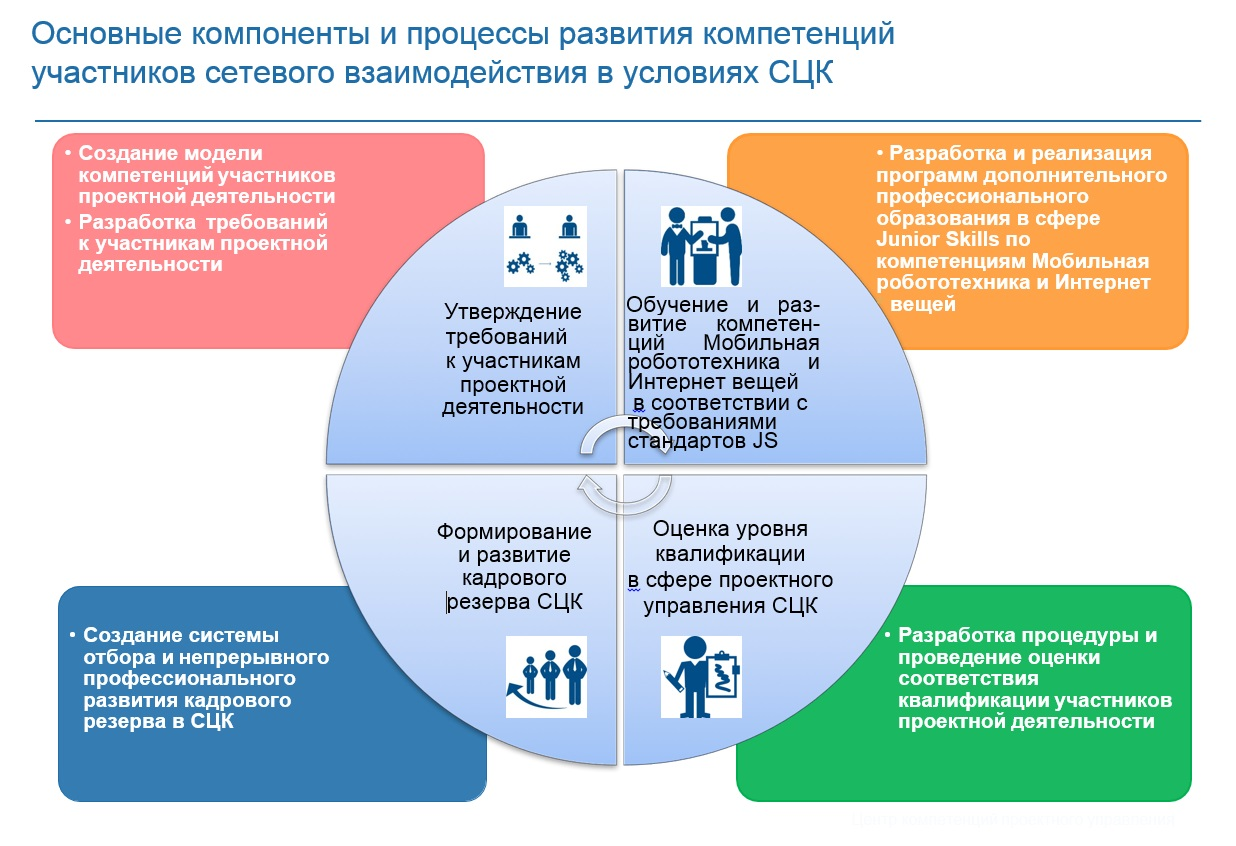 Основные компоненты и процессы развития компетенций
участников сетевого взаимодействия в условиях СЦК
• Создание модели
компетенций участников
проектной деятельности
• Разработка требований
к участникам проектной
деятельности
• Разработка и реализация
программ дополнительного
профессионального
образования в сфере
Junior Skills по
компетенциям Мобильная
робототехника и Интернет
вещей
Утверждение
требований
к участникам
проектной
деятельности
Обучение и раз-
витие компетен-
ций Мобильная
робототехника и
Интернет вещей
в соответствии с
требованиями
стандартов JS
Формирование
и развитие
кадрового
резерва СЦК
Оценка уровня
квалификации
в сфере проектного
управления СЦК
• Создание системы
отбора и непрерывного
профессионального
развития кадрового
резерва в СЦК
• Разработка процедуры и
проведение оценки
соответствия
квалификации участников
проектной деятельности